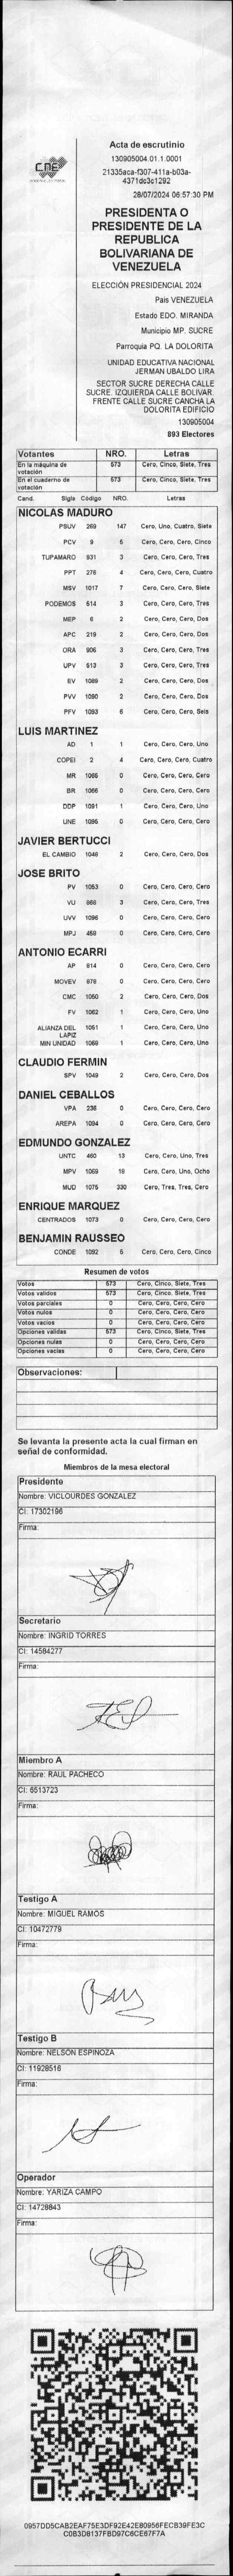 CNE
Acta de escrutinio
130905004.01.1.0001
21335aca-f307-411a-b03a-
4371dc3c1292
28/07/2024 06:57:30 PM
PRESIDENTA O
PRESIDENTE DE LA
REPUBLICA
BOLIVARIANA DE
VENEZUELA
ELECCIÓN PRESIDENCIAL 2024
País VENEZUELA
Estado EDO. MIRANDA
Municipio MP. SUCRE
Parroquia PQ. LA DOLORITA
UNIDAD EDUCATIVA NACIONAL
JERMAN UBALDO LIRA
SECTOR SUCRE DERECHA CALLE
SUCRE. IZQUIERDA CALLE BOLIVAR.
FRENTE CALLE SUCRE CANCHA LA
DOLORITA EDIFICIO
130905004
893 Electores
Votantes NRO. Letras
En la máquina de votación 573 Cero, Cinco, Siete, Tres
En el cuaderno de votación 573 Cero, Cinco, Siete, Tres
Cand. Sigla Código NRO. Letras
NICOLAS MADURO
PSUV 269 147 Cero, Uno, Cuatro, Siete
PCV 9 5 Cero, Cero, Cero, Cinco
TUPAMARO 931 3 Cero, Cero, Cero, Tres
PPT 276 4 Cero, Cero, Cero, Cuatro
MSV 1017 7 Cero, Cero, Cero, Siete
PODEMOS 514 3 Cero, Cero, Cero, Tres
MEP 6 2 Cero, Cero, Cero, Dos
APC 219 2 Cero, Cero, Cero, Dos
ORA 906 3 Cero, Cero, Cero, Tres
UPV 513 3 Cero, Cero, Cero, Tres
EV 1089 2 Cero, Cero, Cero, Dos
PVV 1090 2 Cero, Cero, Cero, Dos
PFV 1093 6 Cero, Cero, Cero, Seis
LUIS MARTINEZ
AD 1 1 Cero, Cero, Cero, Uno
COPEI 2 4 Cero, Cero, Cero, Cuatro
MR 1065 0 Cero, Cero, Cero, Cero
BR 1066 0 Cero, Cero, Cero, Cero
DDP 1091 1 Cero, Cero, Cero, Uno
UNE 1095 0 Cero, Cero, Cero, Cero
JAVIER BERTUCCI
EL CAMBIO 1046 2 Cero, Cero, Cero, Dos
JOSE BRITO
PV 1053 0 Cero, Cero, Cero, Cero
VU 868 3 Cero, Cero, Cero, Tres
UVV 1096 0 Cero, Cero, Cero, Cero
MPJ 459 0 Cero, Cero, Cero, Cero
ANTONIO ECARRI
AP 814 0 Cero, Cero, Cero, Cero
MOVEV 979 0 Cero, Cero, Cero, Cero
CMC 1050 2 Cero, Cero, Cero, Dos
FV 1062 1 Cero, Cero, Cero, Uno
ALIANZA DEL LAPIZ 1051 1 Cero, Cero, Cero, Uno
MIN UNIDAD 1069 1 Cero, Cero, Cero, Uno
CLAUDIO FERMIN
SPV 1049 2 Cero, Cero, Cero, Dos
DANIEL CEBALLOS
VPA 236 0 Cero, Cero, Cero, Cero
AREPA 1094 0 Cero, Cero, Cero, Cero
EDMUNDO GONZALEZ
UNTC 460 13 Cero, Cero, Uno, Tres
MPV 1059 18 Cero, Cero, Uno, Ocho
MUD 1075 330 Cero, Tres, Tres, Cero
ENRIQUE MARQUEZ
CENTRADOS 1073 0 Cero, Cero, Cero, Cero
BENJAMIN RAUSSEO
CONDE 1092 5 Cero, Cero, Cero, Cinco
Resumen de votos
Votos 573 Cero, Cinco, Siete, Tres
Votos validos 573 Cero, Cinco, Siete, Tres
Votos parciales 0 Cero, Cero, Cero, Cero
Votos nulos 0 Cero, Cero, Cero, Cero
Votos vacios 0 Cero, Cero, Cero, Cero
Opciones validas 573 Cero, Cinco, Siete, Tres
Opciones nulas 0 Cero, Cero, Cero, Cero
Opciones vacias 0 Cero, Cero, Cero, Cero
Observaciones:
Se levanta la presente acta la cual firman en
señal de conformidad.
Miembros de la mesa electoral
Presidente
Nombre: VICLOURDES GONZALEZ
CI: 17302196
Firma:
Secretario
Nombre: INGRID TORRES
CI: 14584277
Firma:
Miembro A
Nombre: RAUL PACHECO
CI: 6513723
Firma:
Testigo A
Nombre: MIGUEL RAMOS
CI: 10472779
Firma:
Testigo B
Nombre: NELSON ESPINOZA
CI: 11928516
Firma:
Operador
Nombre: YARIZA CAMPO
CI: 14728843
Firma:
0957DD5CAB2EAF75E3DF92E42E80956FECB39FE3C
C0B3D8137FBD97C6CE67F7A